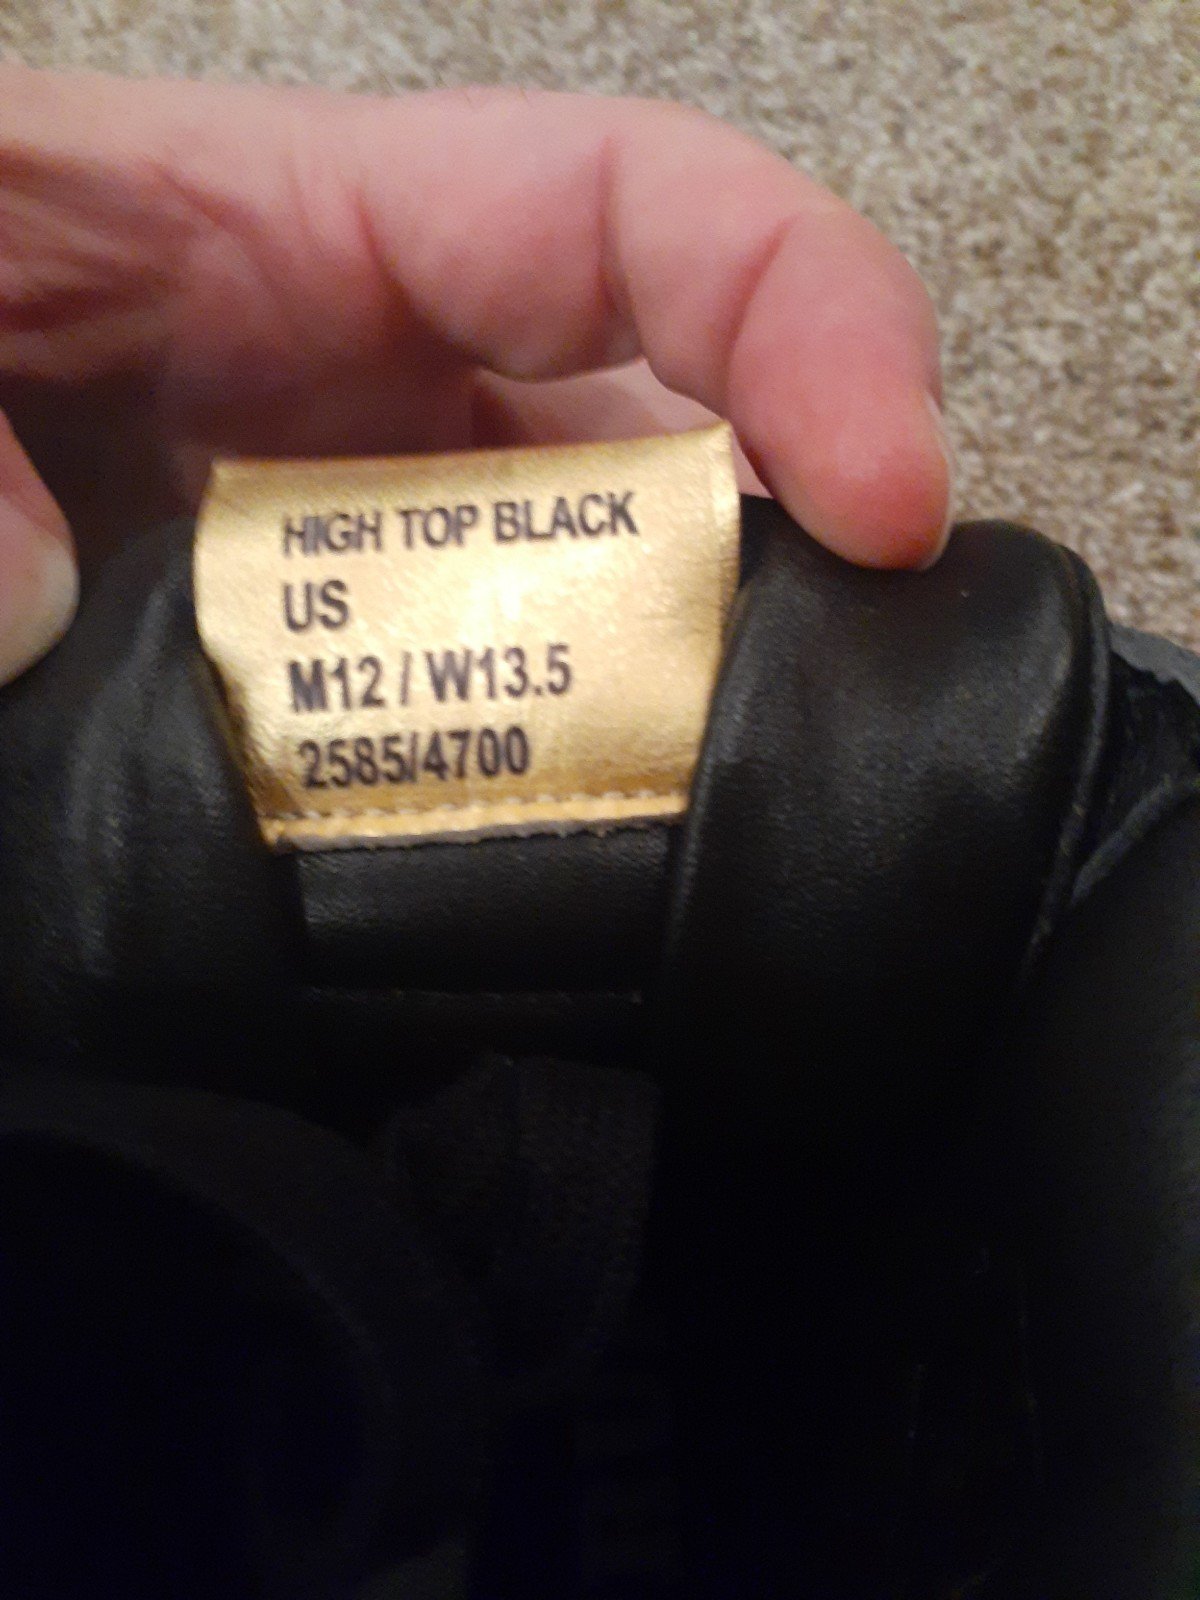 HIGH TOP BLACK
US
M12 / W13.5
2585/4700